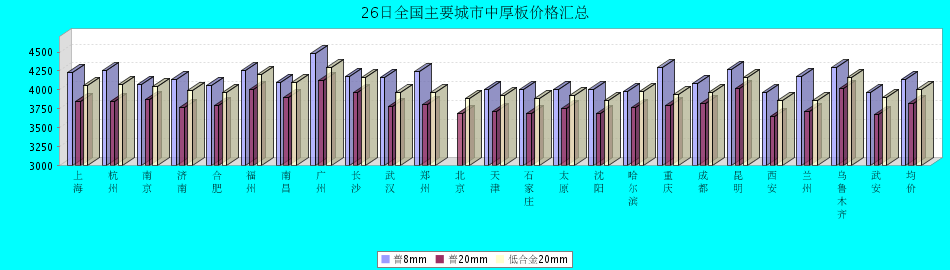 26日全国主要城市中厚板价格汇总
4500
4250
4000
3750
3500
3250
3000
上海
杭州
南京
济南
合肥
福州
南昌
广州
长沙
武汉
郑州
北京
天津
石家庄
太原
沈阳
哈尔滨
重庆
成都
昆明
西安
兰州
乌鲁木齐
武安
均价
普8mm 普20mm 低合金20mm